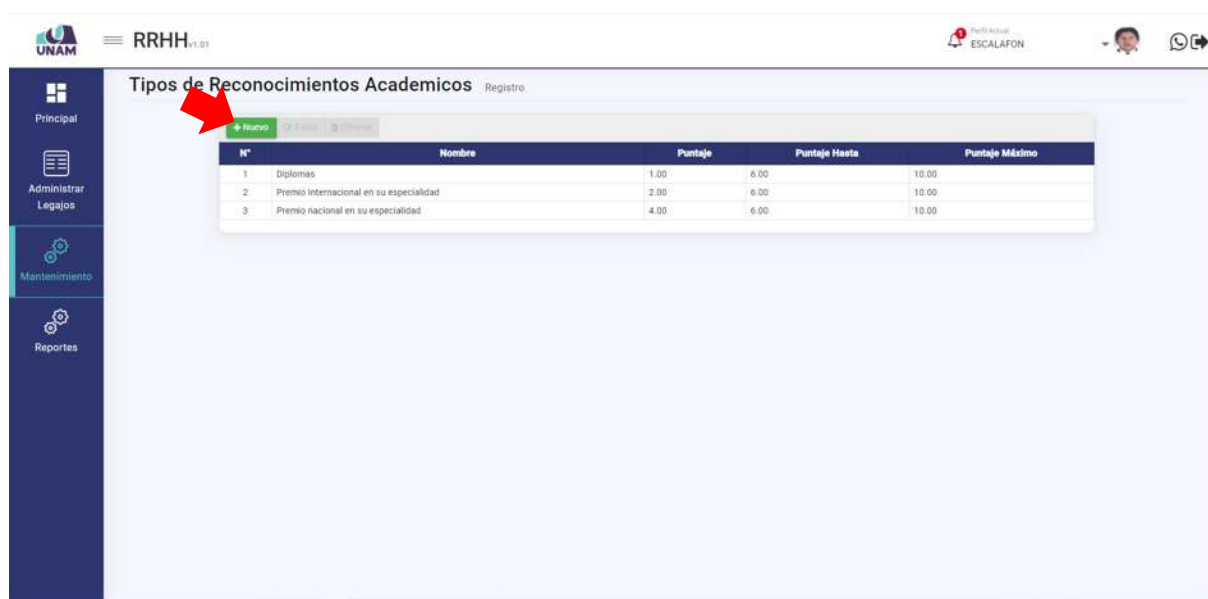 UNAM
RRHH v1.01
Perfil Actual
ESCALAFON
Principal
Administrar
Legajos
Mantenimiento
Reportes
Tipos de Reconocimientos Academicos Registro
+ Nuevo
N° Nombre Puntaje Puntaje Hasta Puntaje Máximo
1 Diplomas 1.00 6.00 10.00
2 Premio Internacional en su especialidad 2.00 6.00 10.00
3 Premio nacional en su especialidad 4.00 6.00 10.00